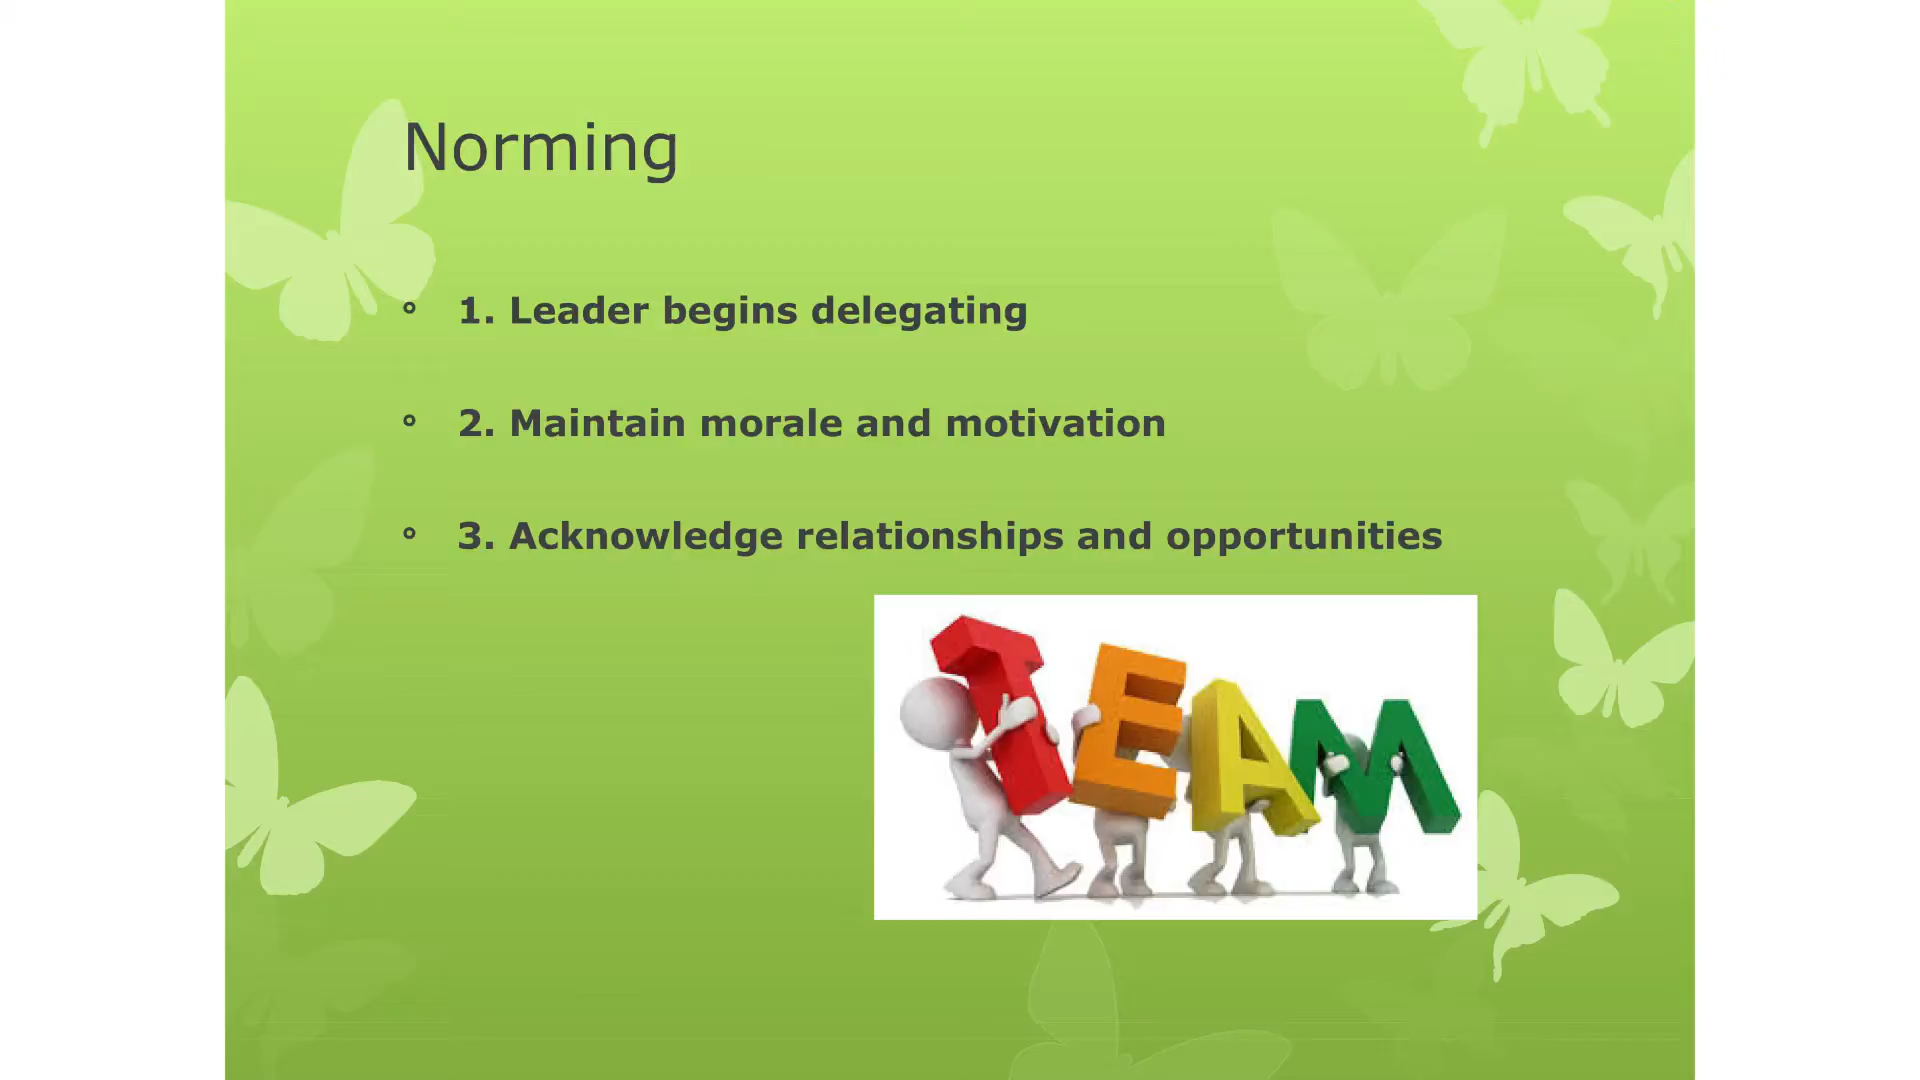 Norming
° 1. Leader begins delegating
° 2. Maintain morale and motivation
° 3. Acknowledge relationships and opportunities
TEAM